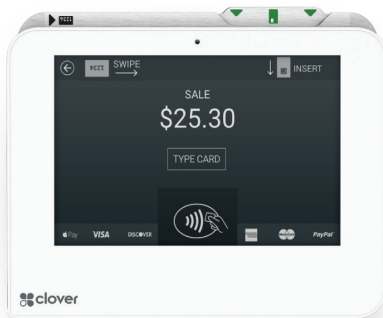 SWIPE
INSERT
SALE
$25.30
TYPE CARD
Pay VISA DISCOVER PayPal
clover